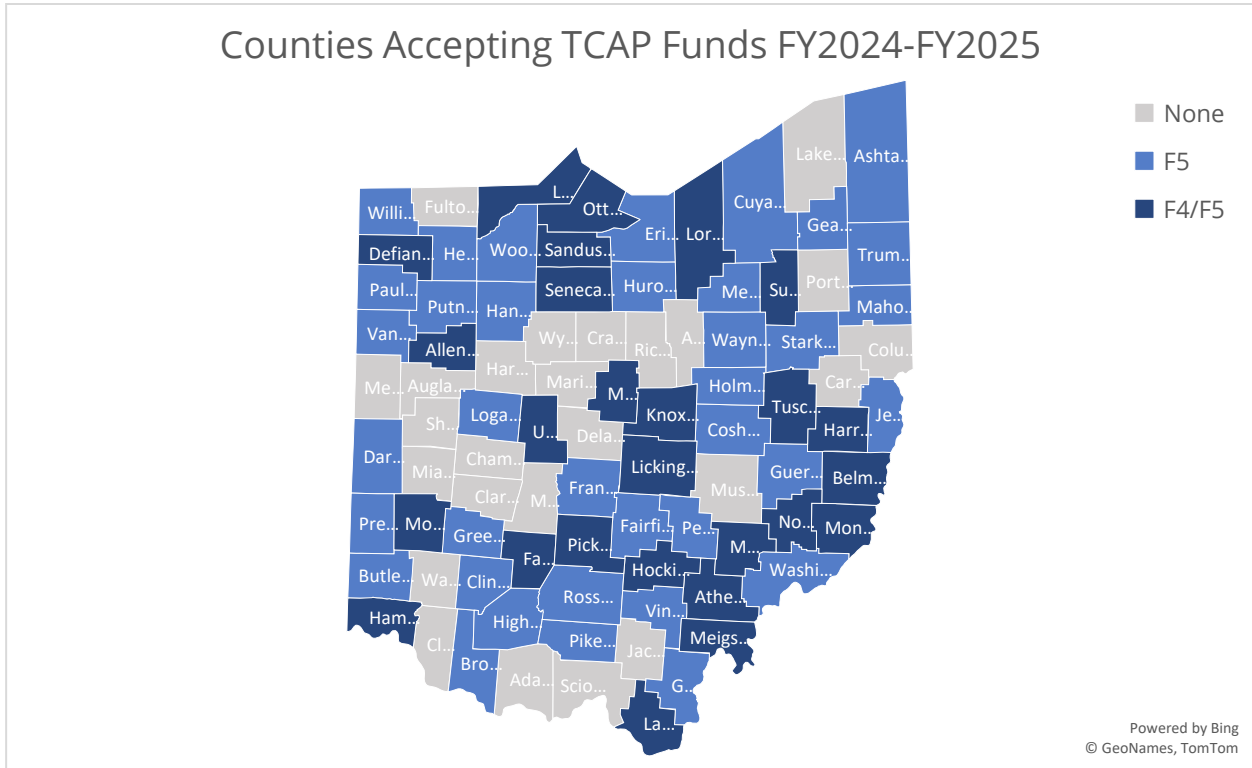 Counties Accepting TCAP Funds FY2024-FY2025
None
F5
F4/F5
Lake...
Ashta...
L...
Ott...
Willi...
Fulto...
Cuya...
Gea...
Eri...
Lor...
Woo...
Sandus...
Defian...
He...
Trum...
Paul...
Putn...
Han...
Seneca...
Huro...
Me...
Su...
Port...
Maho...
Van...
Allen...
Wy...
Cra...
Ric...
A...
Wayn...
Stark...
Colu...
Me...
Augla...
Har...
Mari...
M...
Holm...
Tusc...
Car...
Je...
Sh...
Loga...
U...
Dela...
Knox...
Cosh...
Harr...
Dar...
Mia...
Cham...
Clar...
M...
Fran...
Licking...
Mus...
Guer...
Belm...
Pre...
Mo...
Gree...
Fa...
Pick...
Fairfi...
Pe...
M...
No...
Mon...
Butle...
Wa...
Clin...
Ross...
Hocki...
Athe...
Washi...
Ham...
Cl...
High...
Pike...
Vin...
Meigs...
Bro...
Ada...
Scio...
Jac...
G...
La...
Powered by Bing
© GeoNames, TomTom